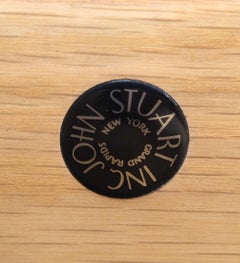 JOHN STUART INC
NEW YORK
GRAND RAPIDS